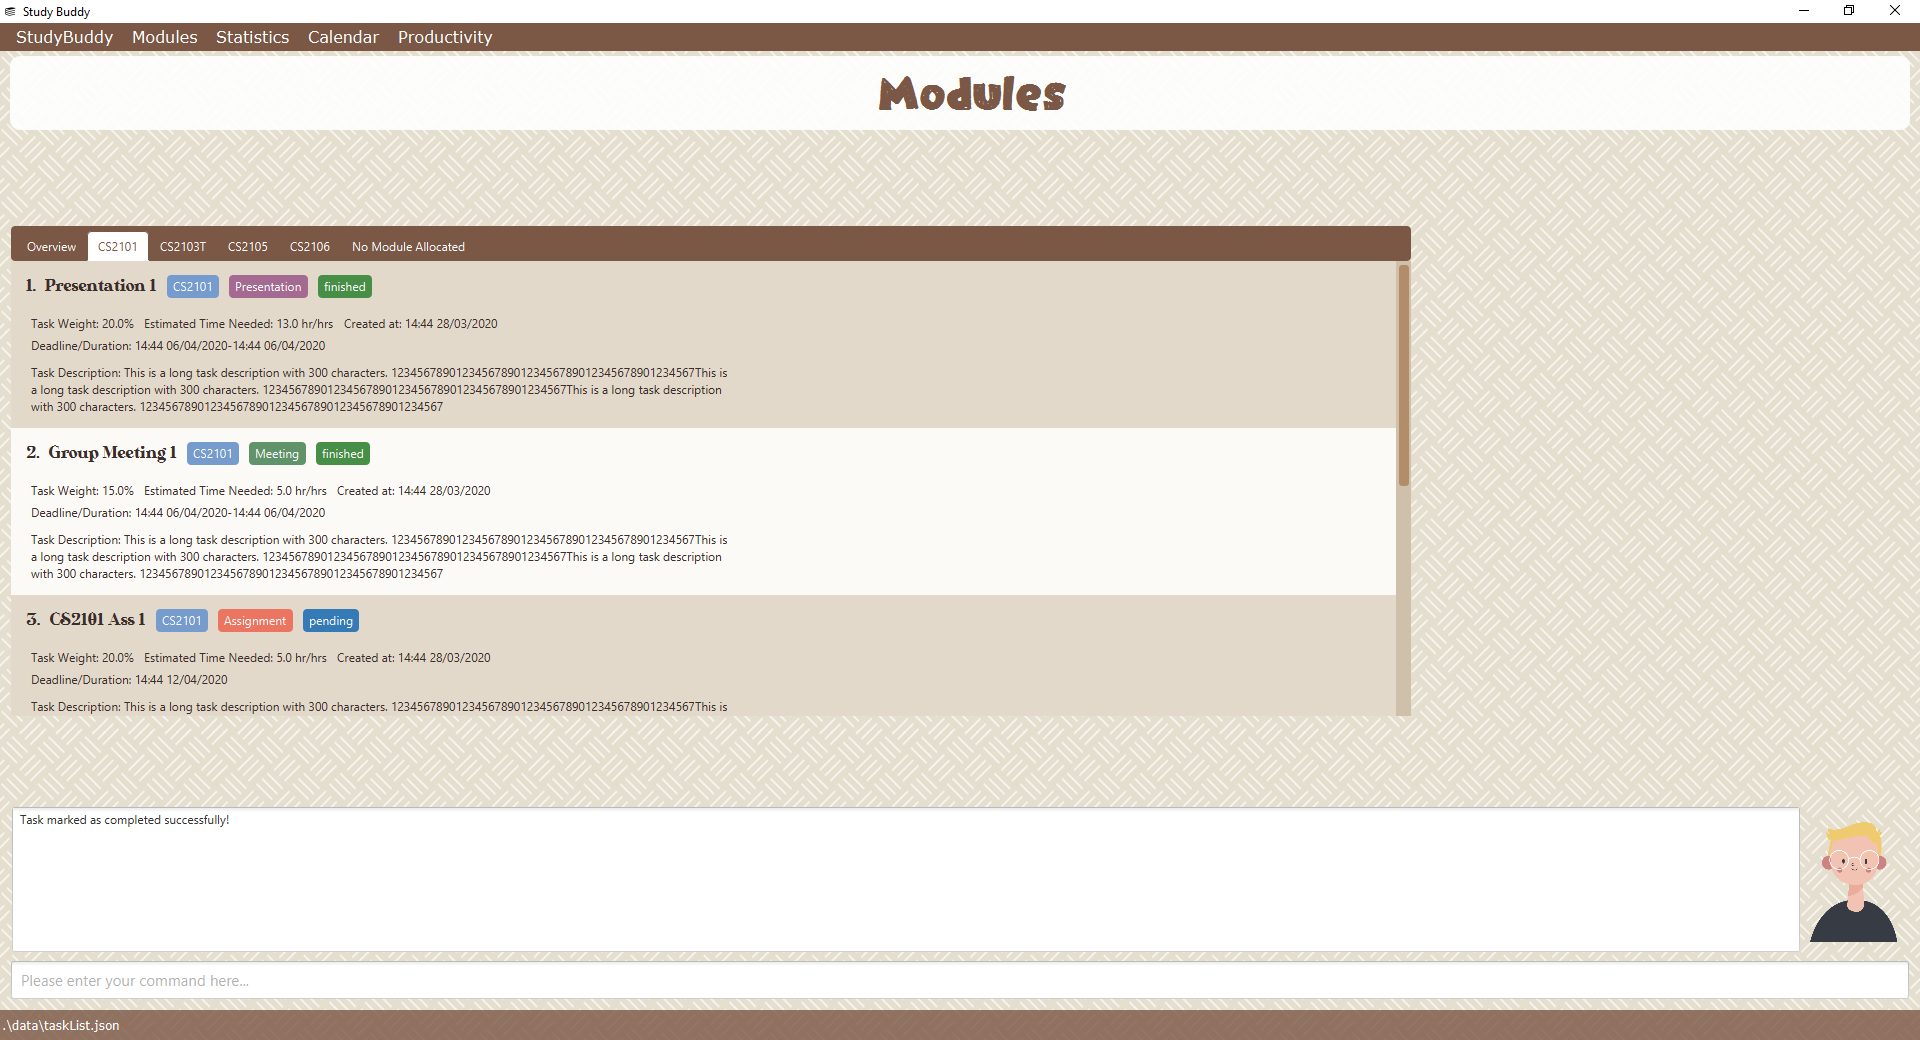 Study Buddy
StudyBuddy Modules Statistics Calendar Productivity
Modules
Overview CS2101 CS2103T CS2105 CS2106 No Module Allocated
1. Presentation 1 CS2101 Presentation finished
Task Weight: 20.0% Estimated Time Needed: 13.0 hr/hrs Created at: 14:44 28/03/2020
Deadline/Duration: 14:44 06/04/2020-14:44 06/04/2020
Task Description: This is a long task description with 300 characters. 12345678901234567890123456789012345678901234567This is
a long task description with 300 characters. 12345678901234567890123456789012345678901234567This is a long task description
with 300 characters. 12345678901234567890123456789012345678901234567
2. Group Meeting 1 CS2101 Meeting finished
Task Weight: 15.0% Estimated Time Needed: 5.0 hr/hrs Created at: 14:44 28/03/2020
Deadline/Duration: 14:44 06/04/2020-14:44 06/04/2020
Task Description: This is a long task description with 300 characters. 12345678901234567890123456789012345678901234567This is
a long task description with 300 characters. 12345678901234567890123456789012345678901234567This is a long task description
with 300 characters. 12345678901234567890123456789012345678901234567
3. CS2101 Ass 1 CS2101 Assignment pending
Task Weight: 20.0% Estimated Time Needed: 5.0 hr/hrs Created at: 14:44 28/03/2020
Deadline/Duration: 14:44 12/04/2020
Task Description: This is a long task description with 300 characters. 12345678901234567890123456789012345678901234567This is
Task marked as completed successfully!
Please enter your command here...
.\data\taskList.json